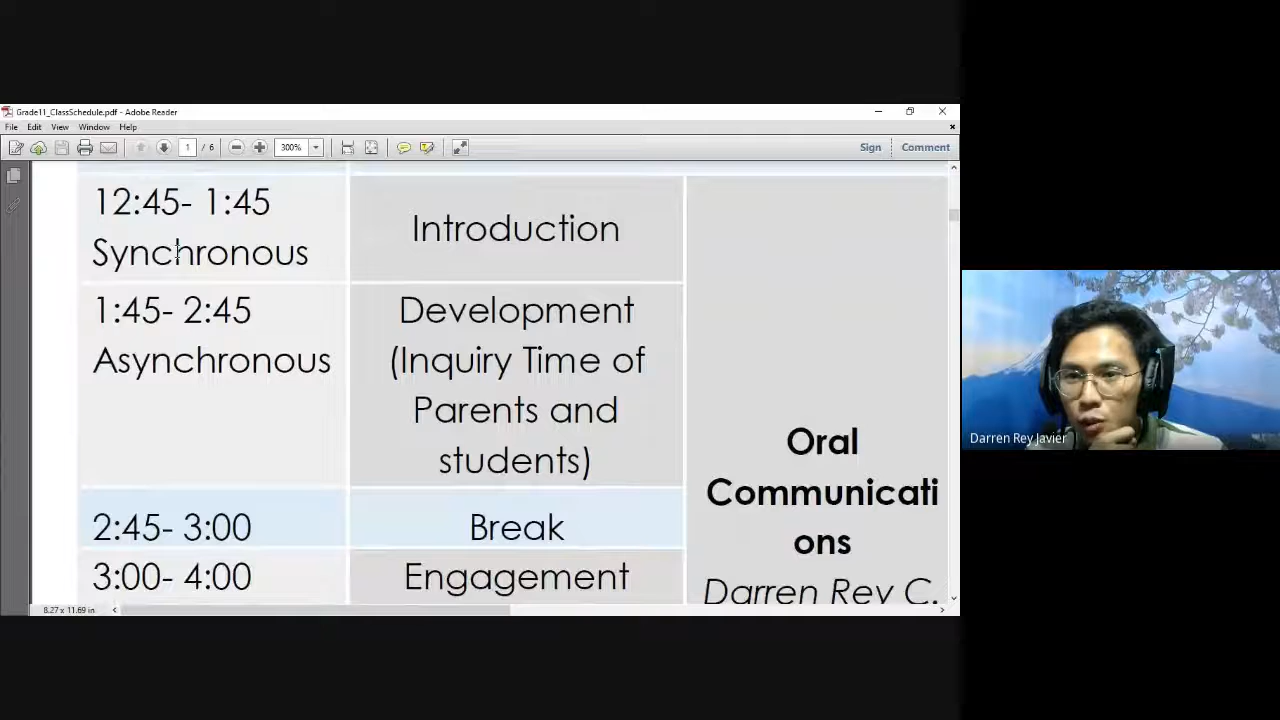 Grade11_ClassSchedule.pdf - Adobe Reader
File Edit View Window Help
1 / 6 300% Sign Comment
12:45- 1:45
Synchronous
Introduction
1:45- 2:45
Asynchronous
Development
(Inquiry Time of
Parents and
students)
2:45- 3:00
Break
3:00- 4:00
Engagement
Oral
Communicati
ons
Darren Rey C.
8.27 x 11.69 in
Darren Rey Javier